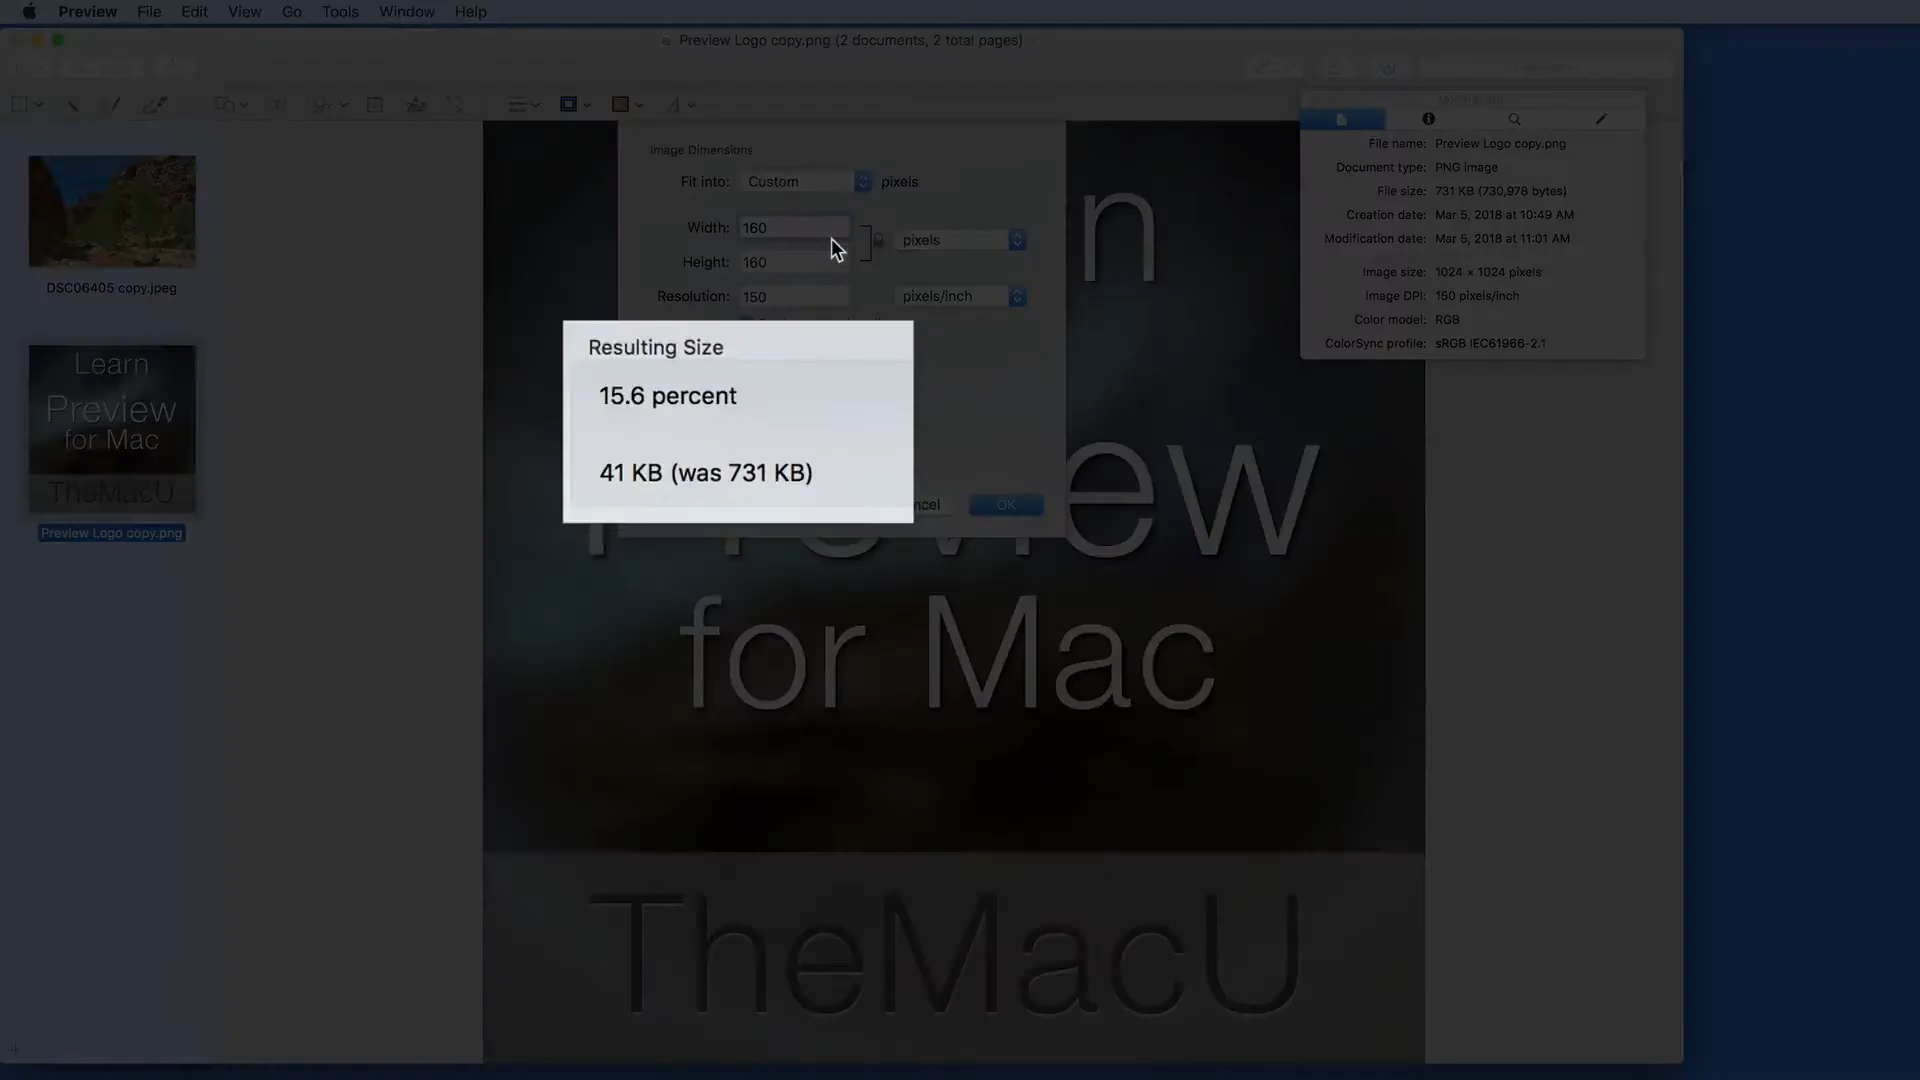 Preview File Edit View Go Tools Window Help
Preview Logo copy.png (2 documents, 2 total pages)
DSC06405 copy.jpeg
Learn
Preview
for Mac
TheMacU
Preview Logo copy.png
Image Dimensions
Fit into: Custom pixels
Width: 160
pixels
Height: 160
Resolution: 150 pixels/inch
Resulting Size
15.6 percent
41 KB (was 731 KB)
ncel OK
File name: Preview Logo copy.png
Document type: PNG image
File size: 731 KB (730,978 bytes)
Creation date: Mar 5, 2018 at 10:49 AM
Modification date: Mar 5, 2018 at 11:01 AM
Image size: 1024 × 1024 pixels
Image DPI: 150 pixels/inch
Color model: RGB
ColorSync profile: sRGB IEC61966-2.1
n
Preview
for Mac
TheMacU